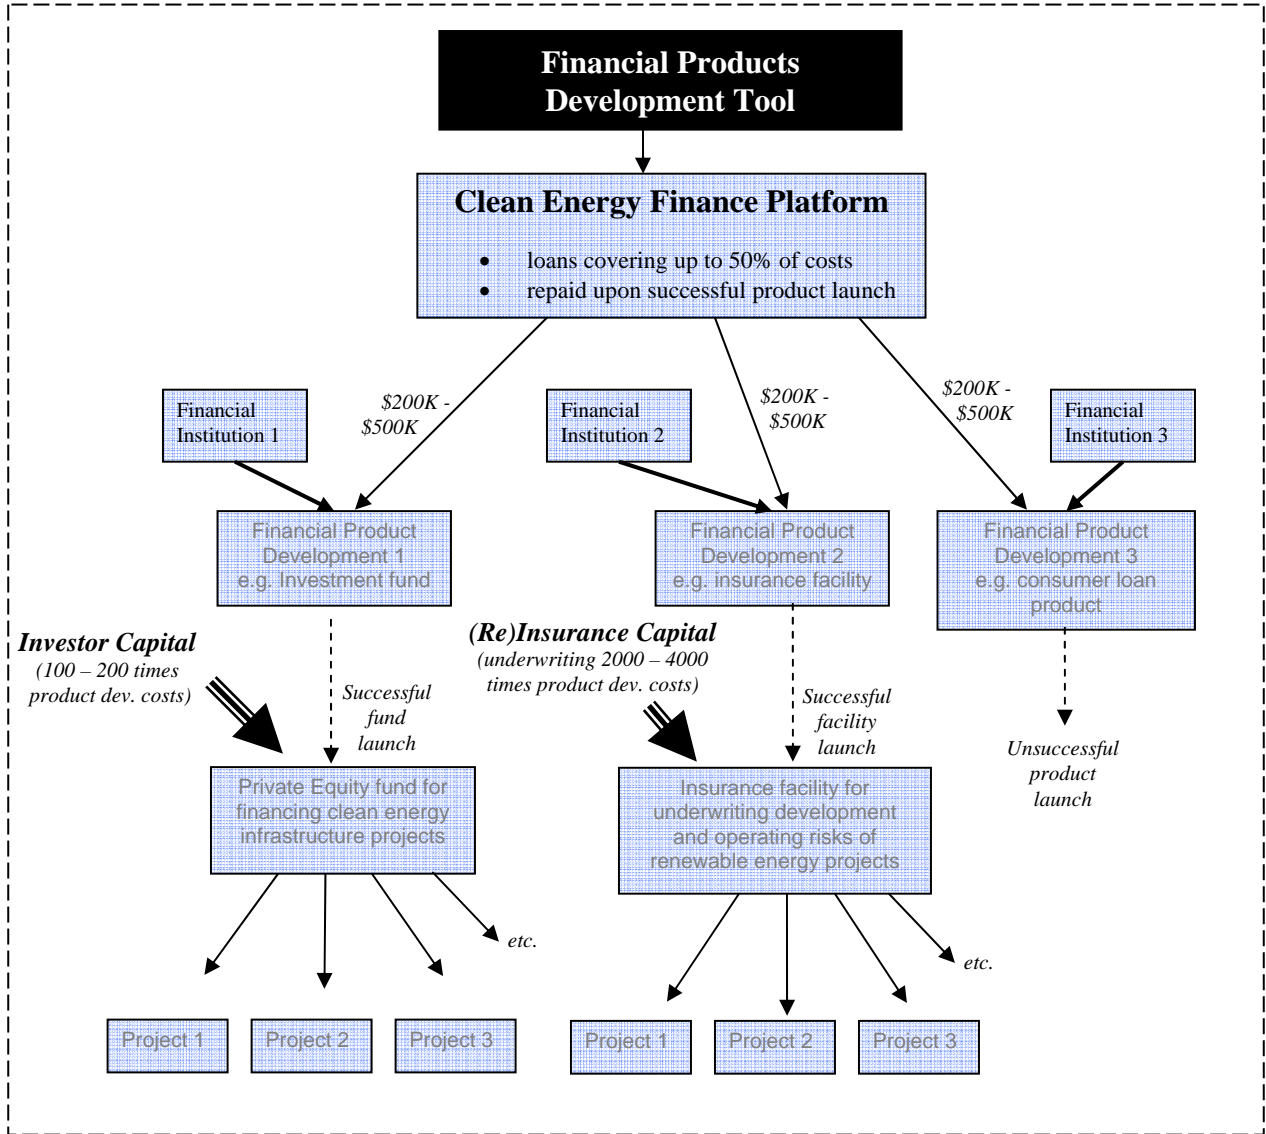 Financial Products
Development Tool
Clean Energy Finance Platform
• loans covering up to 50% of costs
• repaid upon successful product launch
$200K -
$500K
$200K -
$500K
$200K -
$500K
Financial
Institution 1
Financial
Institution 2
Financial
Institution 3
Financial Product
Development 1
e.g. Investment fund
Financial Product
Development 2
e.g. insurance facility
Financial Product
Development 3
e.g. consumer loan
product
Investor Capital
(100 – 200 times
product dev. costs)
(Re)Insurance Capital
(underwriting 2000 – 4000
times product dev. costs)
Successful
fund
launch
Successful
facility
launch
Unsuccessful
product
launch
Private Equity fund for
financing clean energy
infrastructure projects
Insurance facility for
underwriting development
and operating risks of
renewable energy projects
etc.
etc.
Project 1
Project 2
Project 3
Project 1
Project 2
Project 3